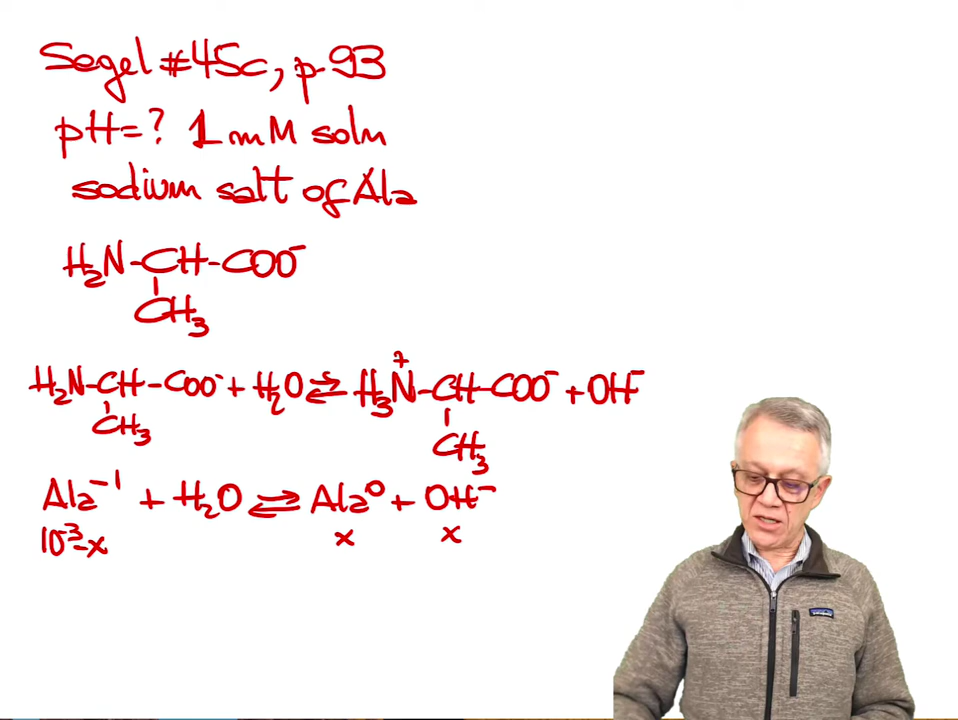 Segel #45c, p-93
pH=? 1 mM soln
sodium salt of Ala
H₂N-CH-COO⁻
CH₃
H₂N-CH-COO⁻ + H₂O ⇌ H₃N⁺-CH-COO⁻ + OH⁻
CH₃ CH₃
Ala⁻¹ + H₂O ⇌ Ala⁰ + OH⁻
10⁻³-x x x
patagonia